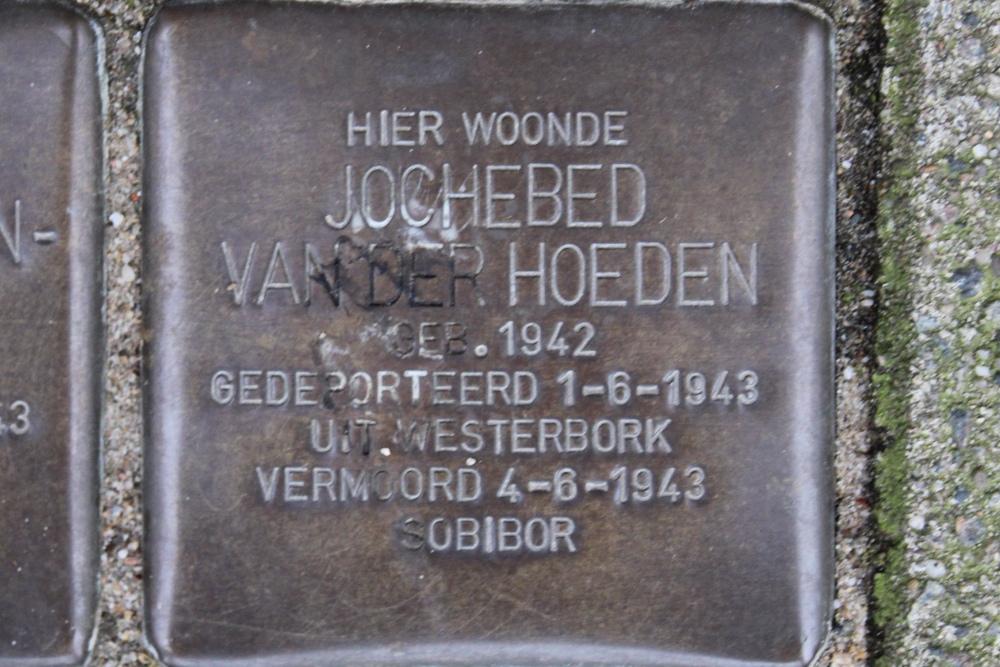 HIER WOONDE
JOCHEBED
VAN DER HOEDEN
GEB. 1942
GEDEPORTEERD 1-6-1943
UIT WESTERBORK
VERMOORD 4-6-1943
SOBIBOR
N-
43